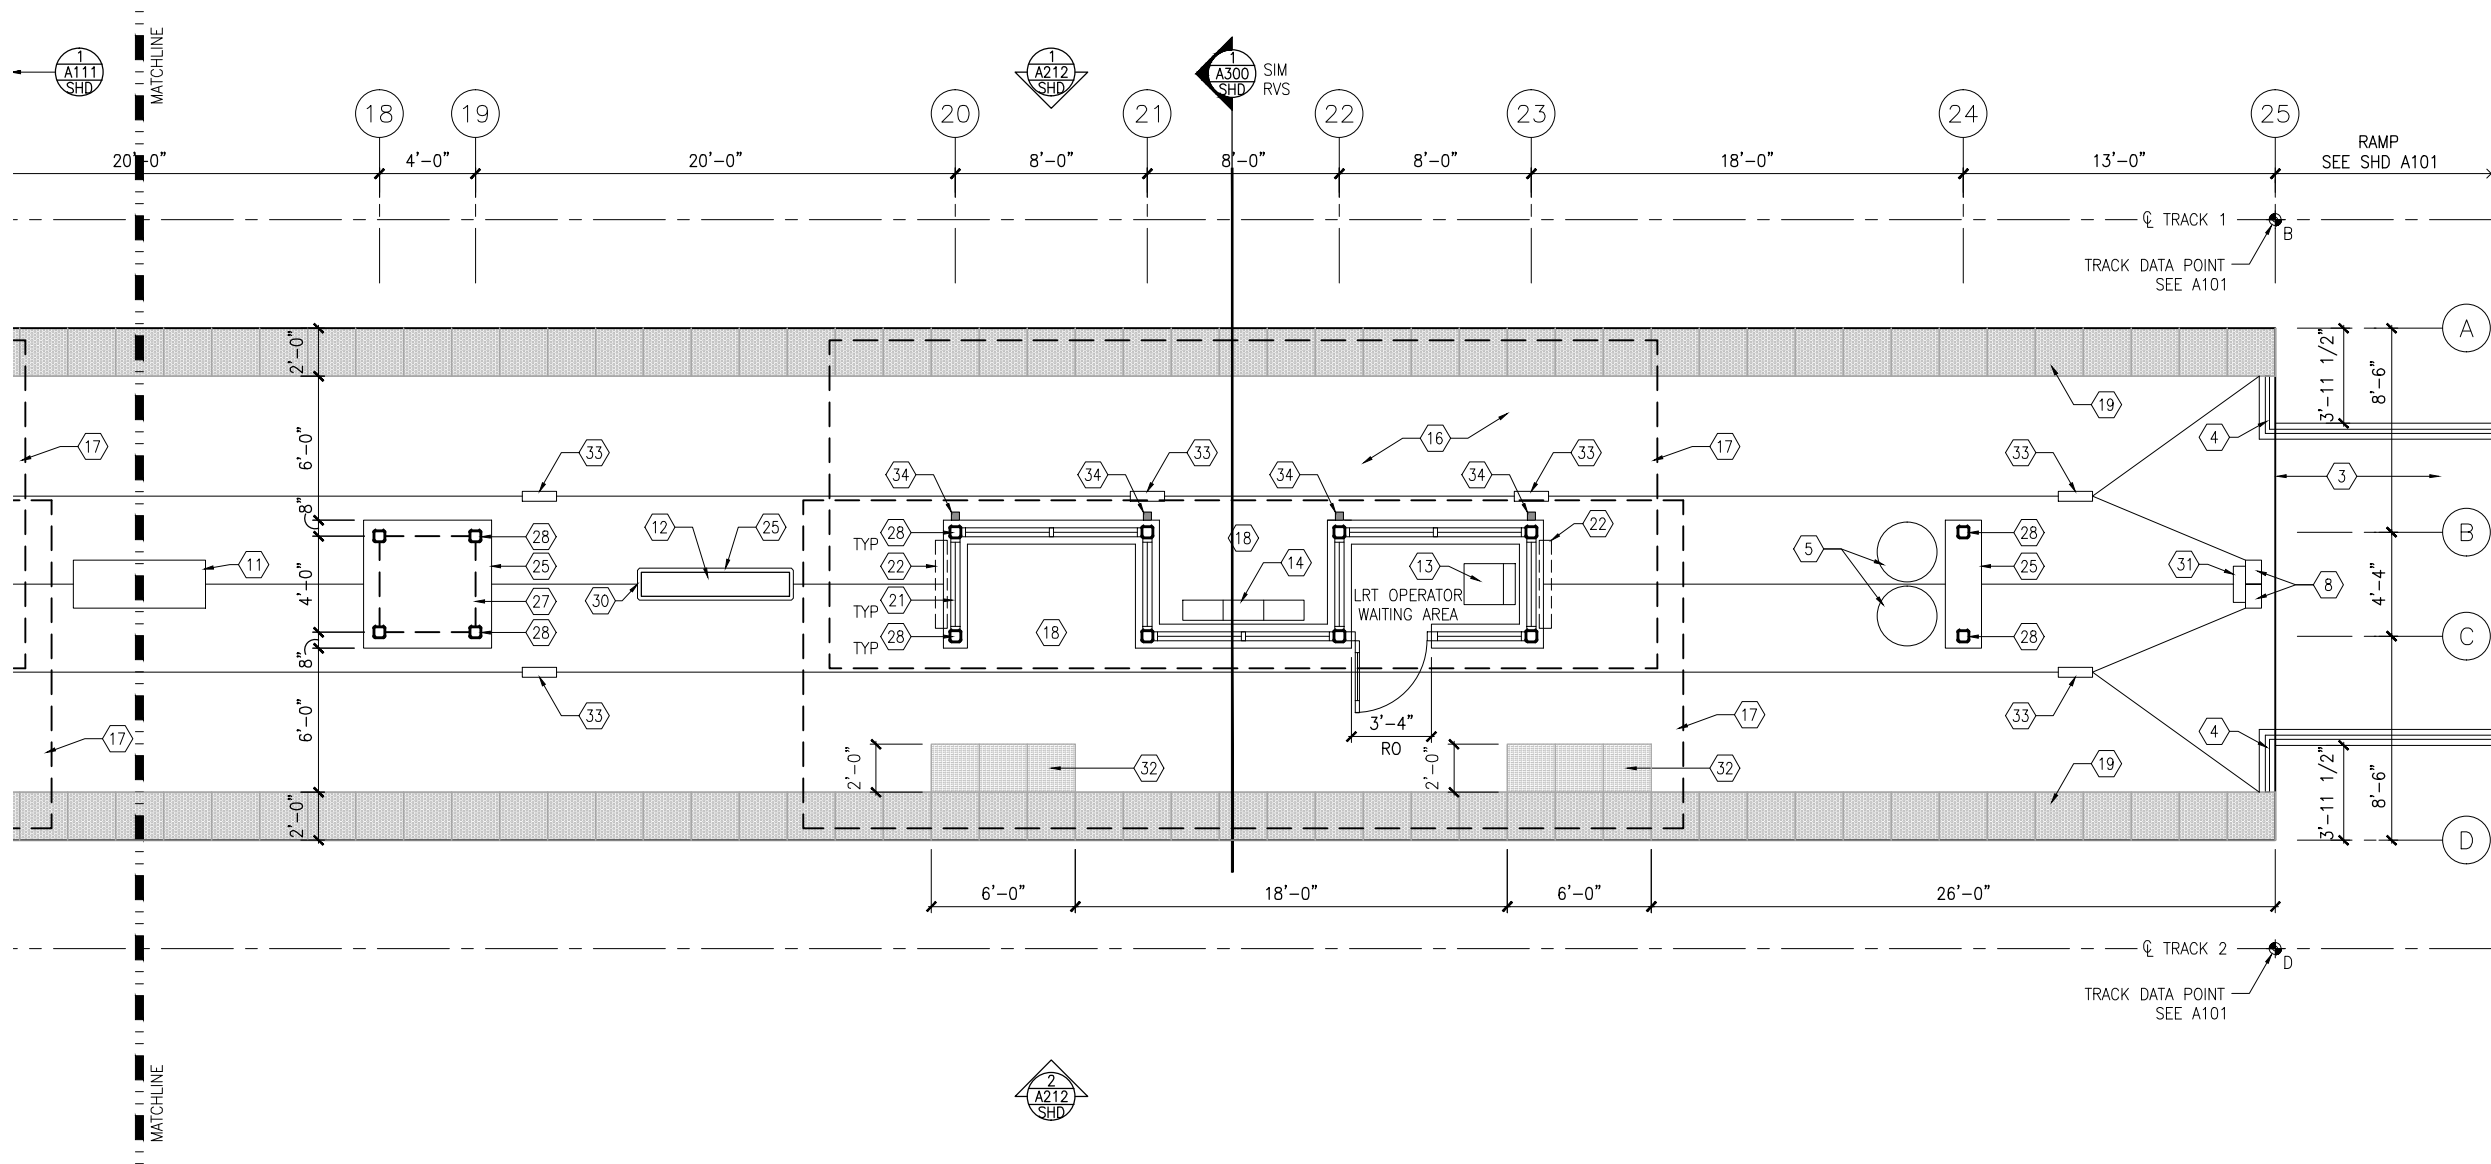 1
A111
SHD
MATCHLINE
1
A212
SHD
1
A300
SHD
SIM
RVS
18
19
20
21
22
23
24
25
20'-0"
4'-0"
20'-0"
8'-0"
8'-0"
8'-0"
18'-0"
13'-0"
RAMP
SEE SHD A101
℄ TRACK 1
B
TRACK DATA POINT
SEE A101
A
2'-0"
3'-11 1/2"
8'-6"
19
17
33
16
33
33
17
33
4
6'-0"
34
34
34
34
3
8"
12
25
22
28
TYP
28
18
28
B
11
25
22
14
13
5
25
31
8
4'-0"
27
30
TYP
21
LRT OPERATOR
WAITING AREA
4'-4"
28
TYP
28
18
28
C
8"
17
33
6'-0"
3'-4"
RO
17
33
4
2'-0"
32
2'-0"
32
19
3'-11 1/2"
8'-6"
2'-0"
D
6'-0"
18'-0"
6'-0"
26'-0"
℄ TRACK 2
D
TRACK DATA POINT
SEE A101
MATCHLINE
2
A212
SHD